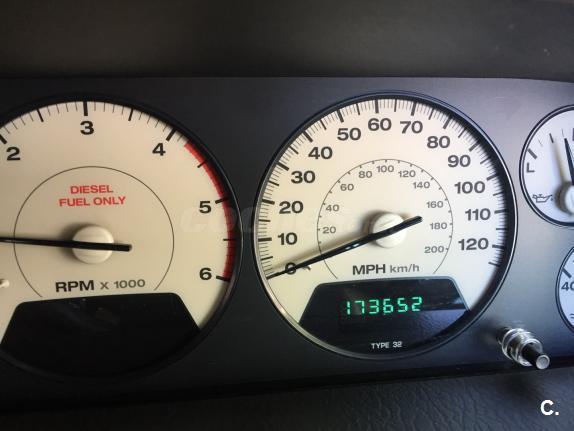 2 3 4 5 6
DIESEL
FUEL ONLY
RPM x 1000
0 10 20 30 40 50 60 70 80 90 100 110 120
20 40 60 80 100 120 140 160 180 200
MPH km/h
173652
TYPE 32
L
40
C.